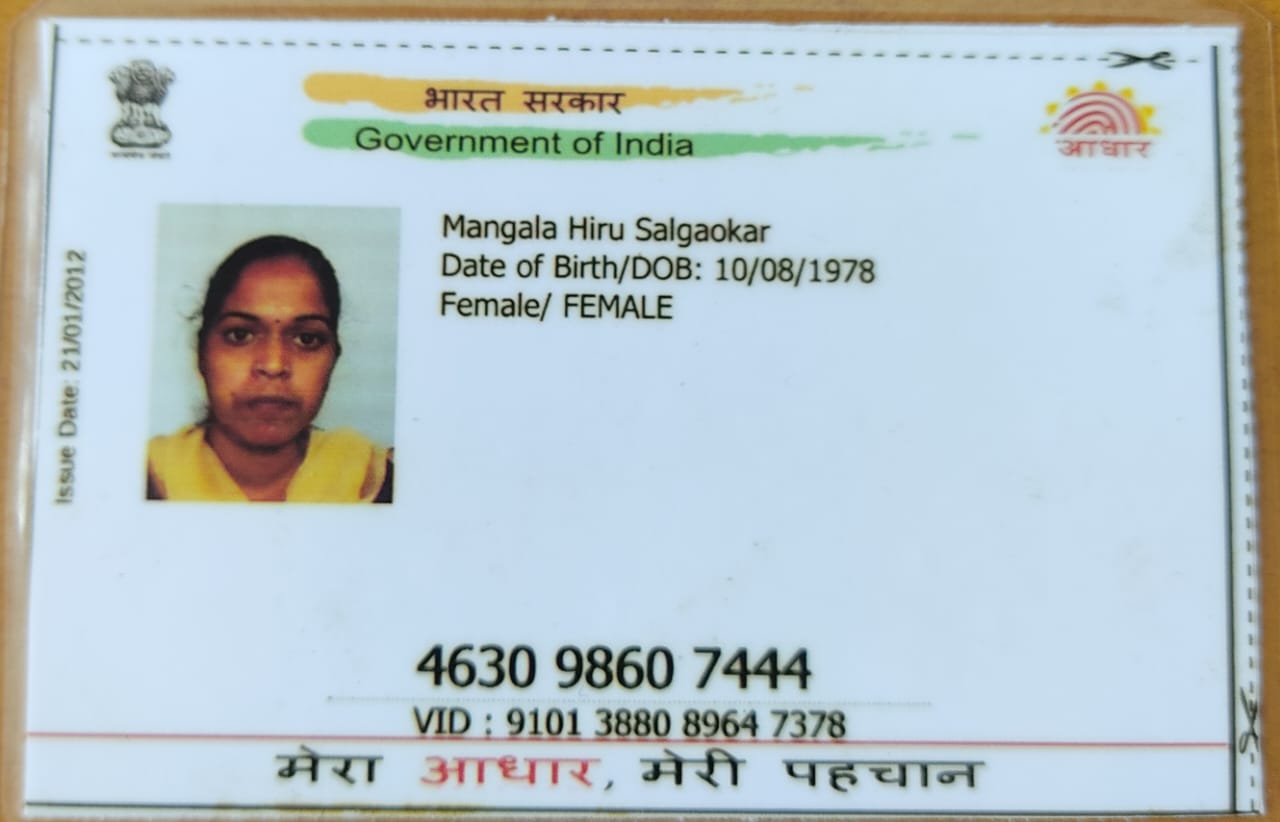 भारत सरकार
Government of India
आधार
Issue Date: 21/01/2012
Mangala Hiru Salgaokar
Date of Birth/DOB: 10/08/1978
Female/ FEMALE
4630 9860 7444
VID : 9101 3880 8964 7378
मेरा आधार, मेरी पहचान